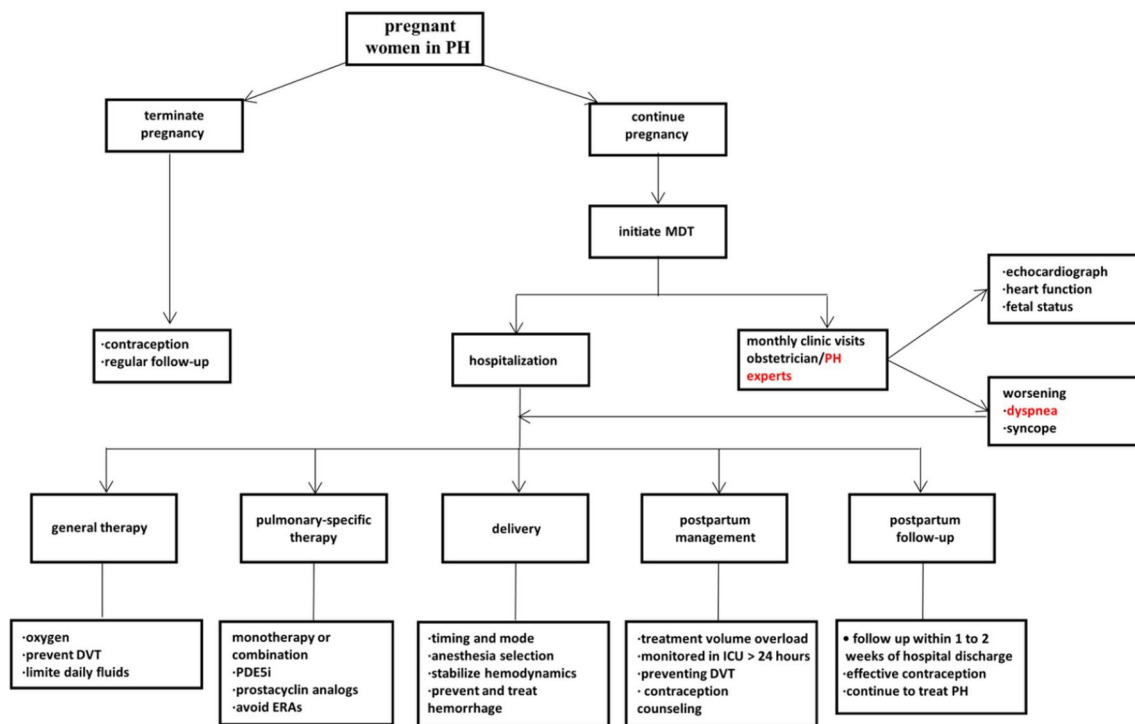 pregnant
women in PH
terminate
pregnancy
continue
pregnancy
initiate MDT
·contraception
·regular follow-up
hospitalization
monthly clinic visits
obstetrician/PH
experts
·echocardiograph
·heart function
·fetal status
worsening
·dyspnea
·syncope
general therapy
pulmonary-specific
therapy
delivery
postpartum
management
postpartum
follow-up
·oxygen
·prevent DVT
·limite daily fluids
monotherapy or
combination
·PDE5i
·prostacyclin analogs
·avoid ERAs
·timing and mode
·anesthesia selection
·stabilize hemodynamics
·prevent and treat
hemorrhage
·treatment volume overload
·monitored in ICU > 24 hours
·preventing DVT
· contraception
counseling
• follow up within 1 to 2
weeks of hospital discharge
·effective contraception
·continue to treat PH